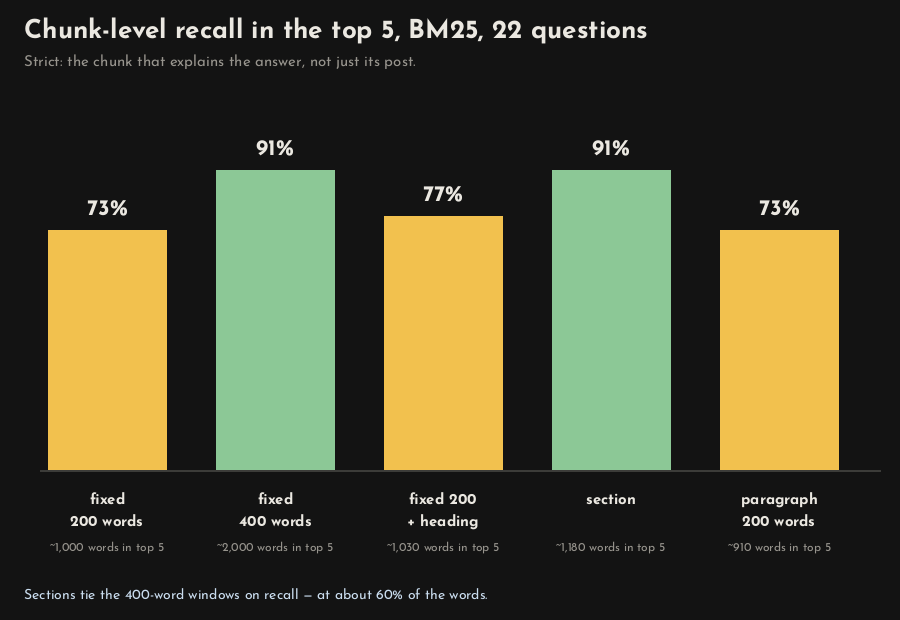 Chunk-level recall in the top 5, BM25, 22 questions
Strict: the chunk that explains the answer, not just its post.
73%
91%
77%
91%
73%
fixed
200 words
~1,000 words in top 5
fixed
400 words
~2,000 words in top 5
fixed 200
+ heading
~1,030 words in top 5
section
~1,180 words in top 5
paragraph
200 words
~910 words in top 5
Sections tie the 400-word windows on recall — at about 60% of the words.